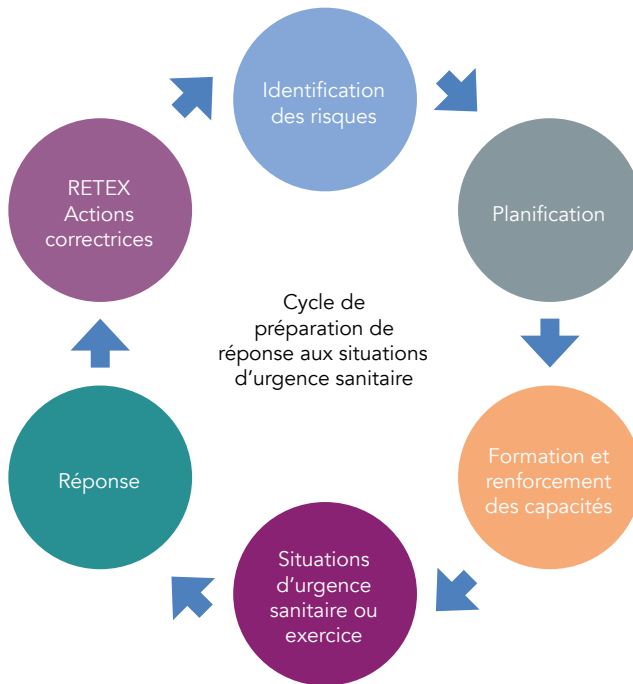 Identification
des risques
Planification
Formation et
renforcement
des capacités
Situations
d’urgence
sanitaire ou
exercice
Réponse
RETEX
Actions
correctrices
Cycle de
préparation de
réponse aux situations
d’urgence sanitaire